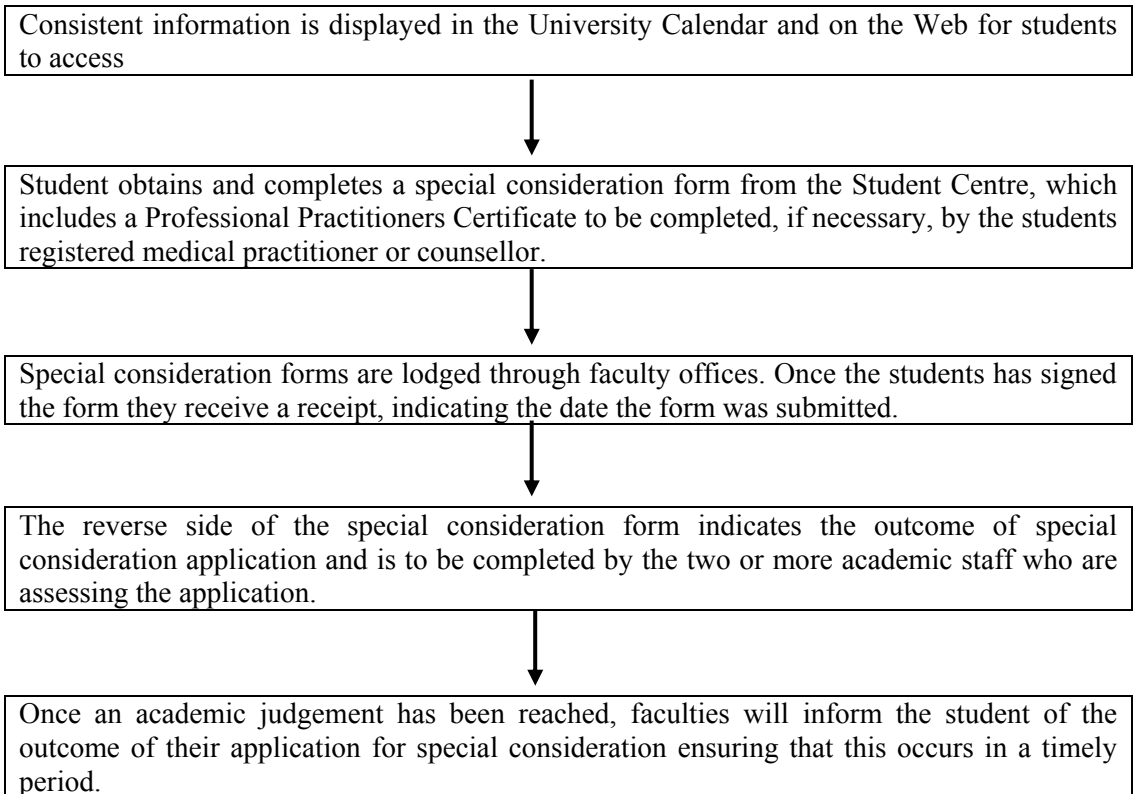 Consistent information is displayed in the University Calendar and on the Web for students
to access
Student obtains and completes a special consideration form from the Student Centre, which
includes a Professional Practitioners Certificate to be completed, if necessary, by the students
registered medical practitioner or counsellor.
Special consideration forms are lodged through faculty offices. Once the students has signed
the form they receive a receipt, indicating the date the form was submitted.
The reverse side of the special consideration form indicates the outcome of special
consideration application and is to be completed by the two or more academic staff who are
assessing the application.
Once an academic judgement has been reached, faculties will inform the student of the
outcome of their application for special consideration ensuring that this occurs in a timely
period.